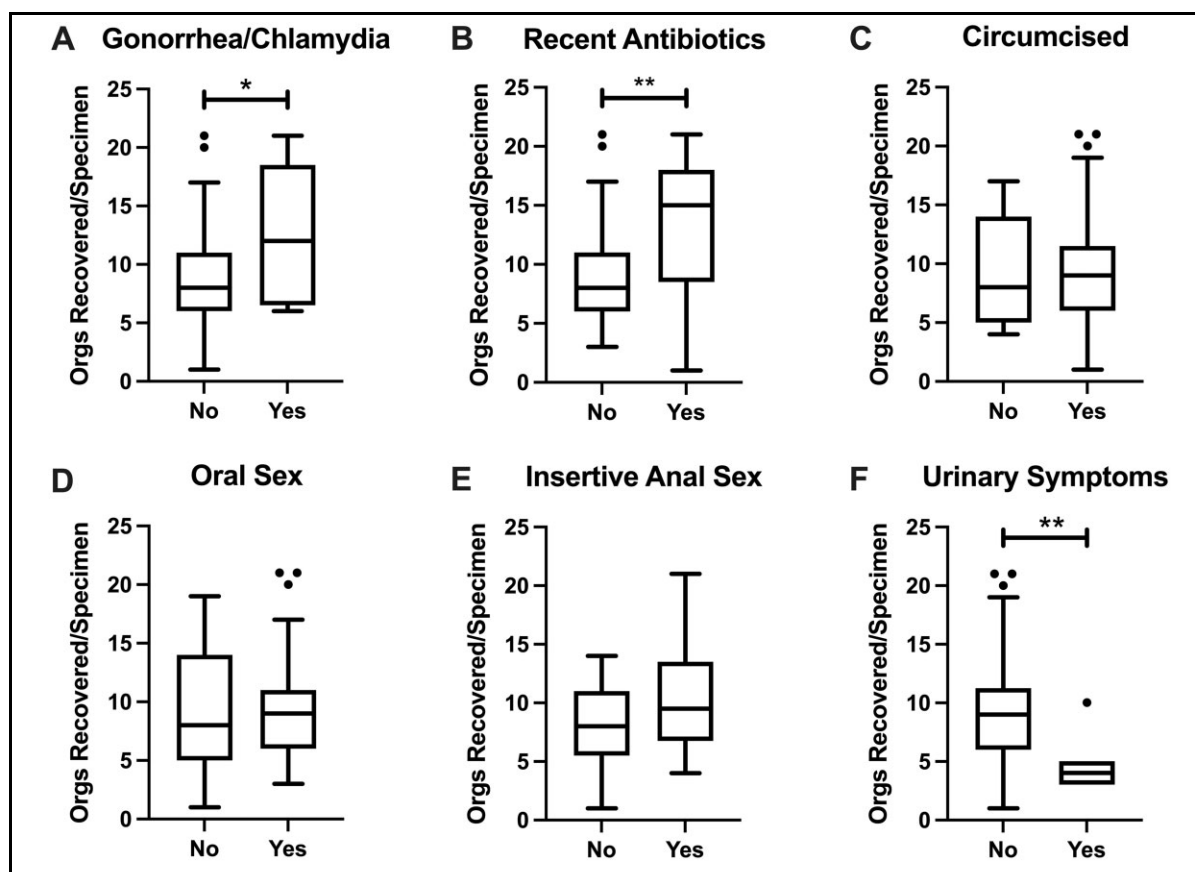 A Gonorrhea/Chlamydia
Orgs Recovered/Specimen
25
20
15
10
5
0
*
No Yes
B Recent Antibiotics
Orgs Recovered/Specimen
25
20
15
10
5
0
**
No Yes
C Circumcised
Orgs Recovered/Specimen
25
20
15
10
5
0
No Yes
D Oral Sex
Orgs Recovered/Specimen
25
20
15
10
5
0
No Yes
E Insertive Anal Sex
Orgs Recovered/Specimen
25
20
15
10
5
0
No Yes
F Urinary Symptoms
Orgs Recovered/Specimen
25
20
15
10
5
0
**
No Yes